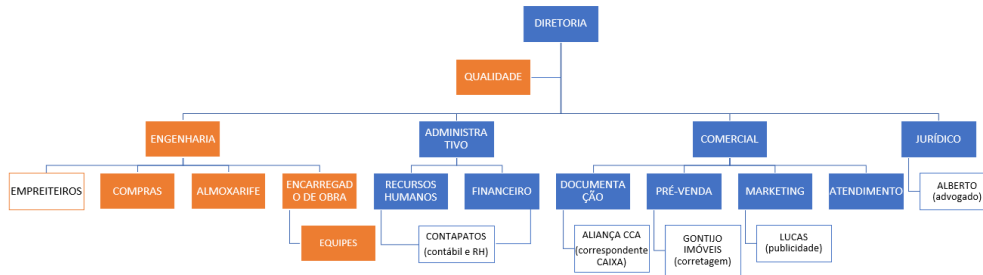 DIRETORIA
QUALIDADE
ENGENHARIA
ADMINISTRA
TIVO
COMERCIAL
JURÍDICO
EMPREITEIROS
COMPRAS
ALMOXARIFE
ENCARREGAD
O DE OBRA
RECURSOS
HUMANOS
FINANCEIRO
DOCUMENTA
ÇÃO
PRÉ-VENDA
MARKETING
ATENDIMENTO
ALBERTO
(advogado)
EQUIPES
CONTAPATOS
(contábil e RH)
ALIANÇA CCA
(correspondente
CAIXA)
GONTIJO
IMÓVEIS
(corretagem)
LUCAS
(publicidade)